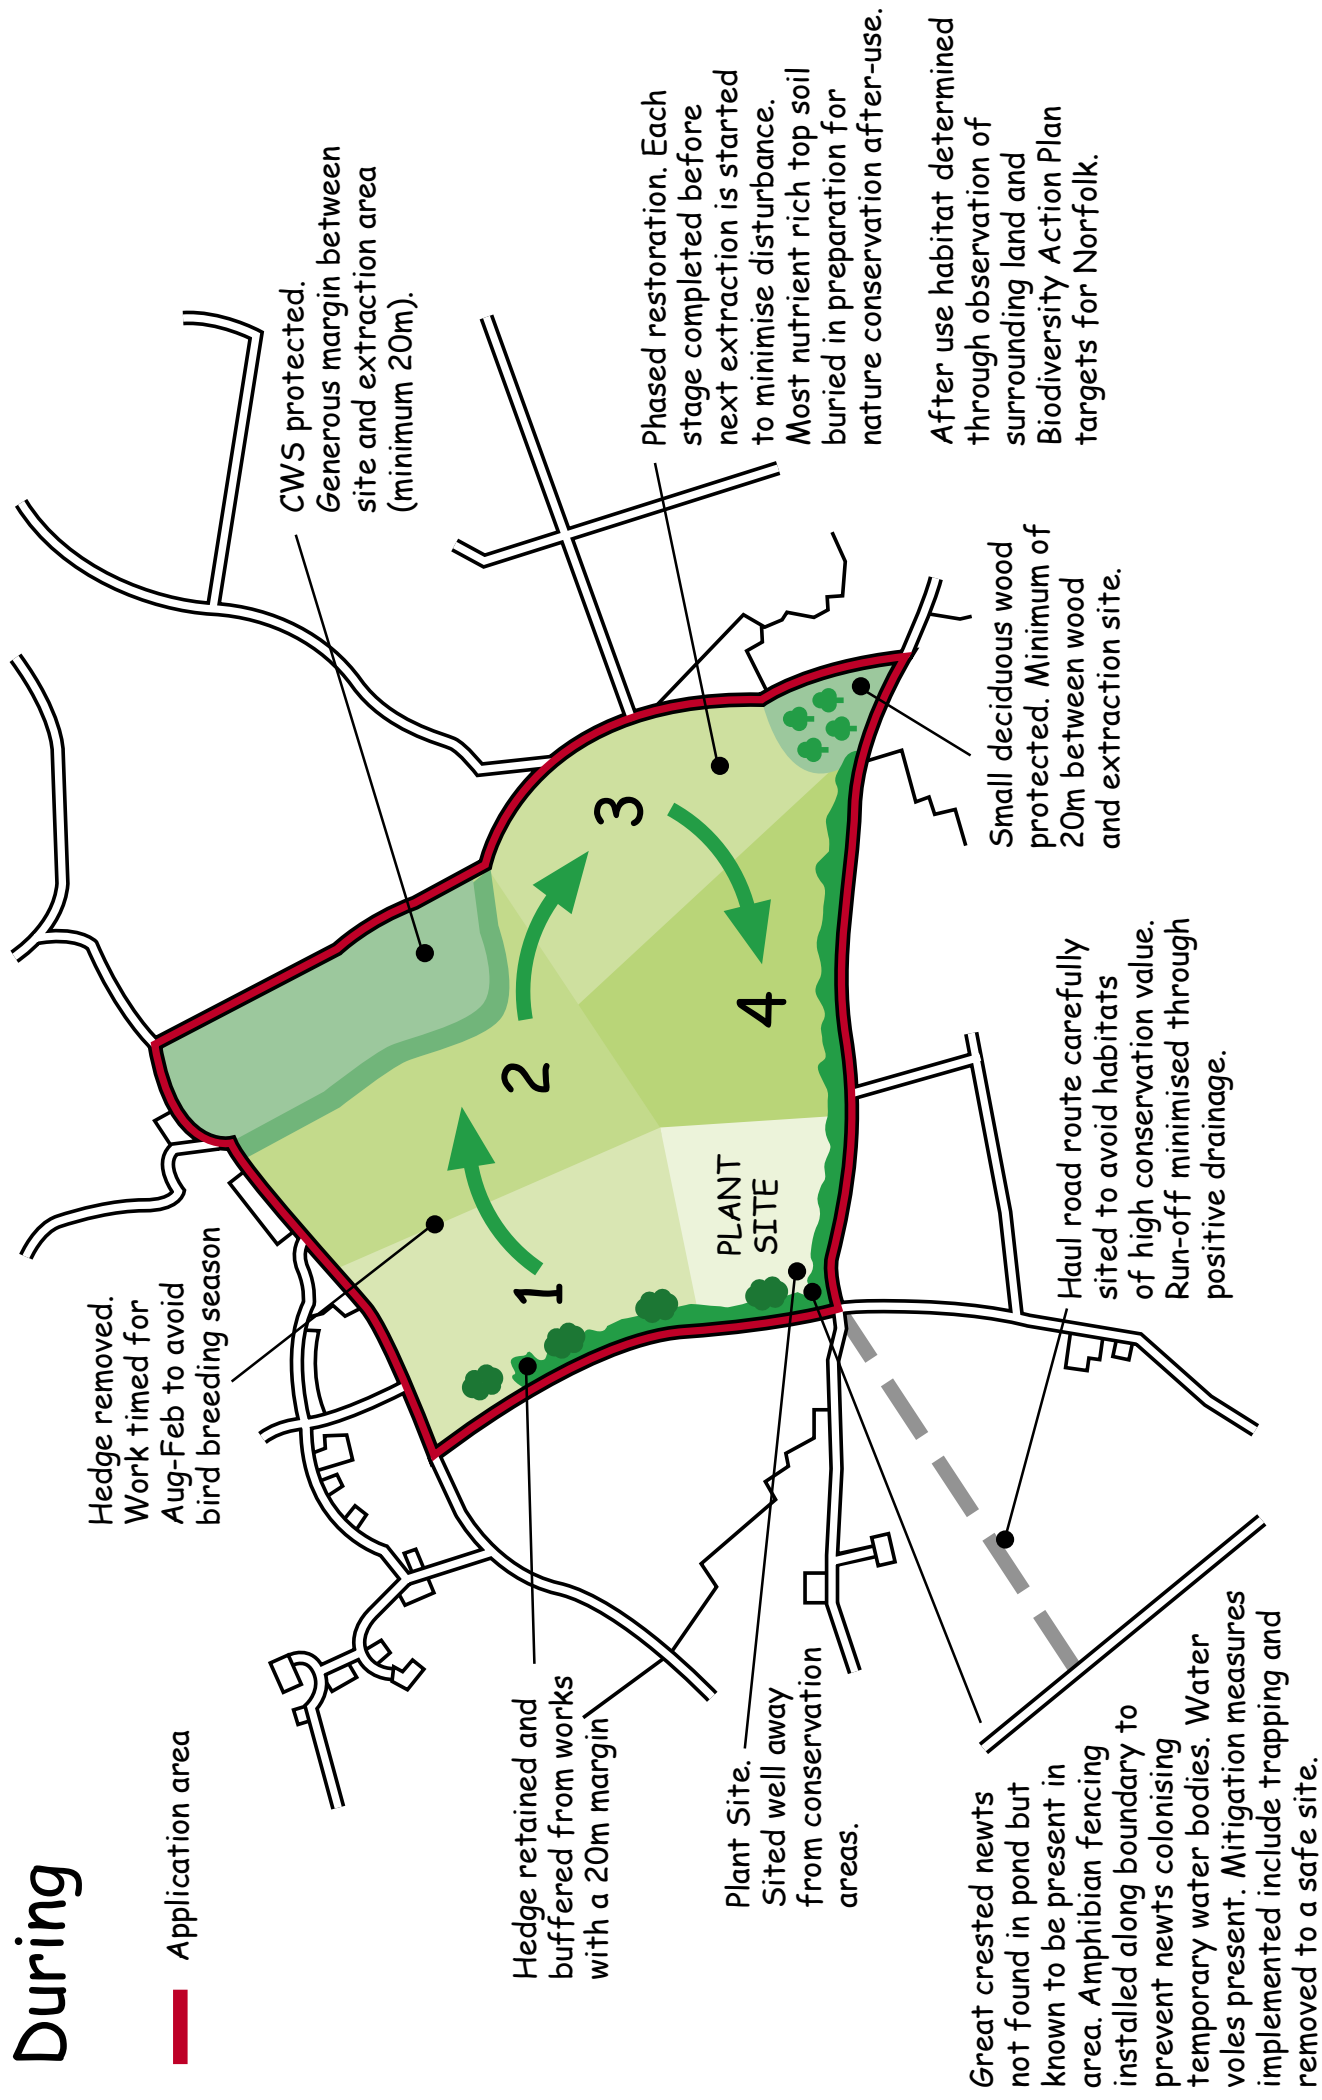 During
Application area
Hedge removed.
Work timed for
Aug-Feb to avoid
bird breeding season
CWS protected.
Generous margin between
site and extraction area
(minimum 20m).
Hedge retained and
buffered from works
with a 20m margin
1
2
3
4
PLANT
SITE
Phased restoration. Each
stage completed before
next extraction is started
to minimise disturbance.
Most nutrient rich top soil
buried in preparation for
nature conservation after-use.
After use habitat determined
through observation of
surrounding land and
Biodiversity Action Plan
targets for Norfolk.
Plant Site.
Sited well away
from conservation
areas.
Great crested newts
not found in pond but
known to be present in
area. Amphibian fencing
installed along boundary to
prevent newts colonising
temporary water bodies. Water
voles present. Mitigation measures
implemented include trapping and
removed to a safe site.
Haul road route carefully
sited to avoid habitats
of high conservation value.
Run-off minimised through
positive drainage.
Small deciduous wood
protected. Minimum of
20m between wood
and extraction site.